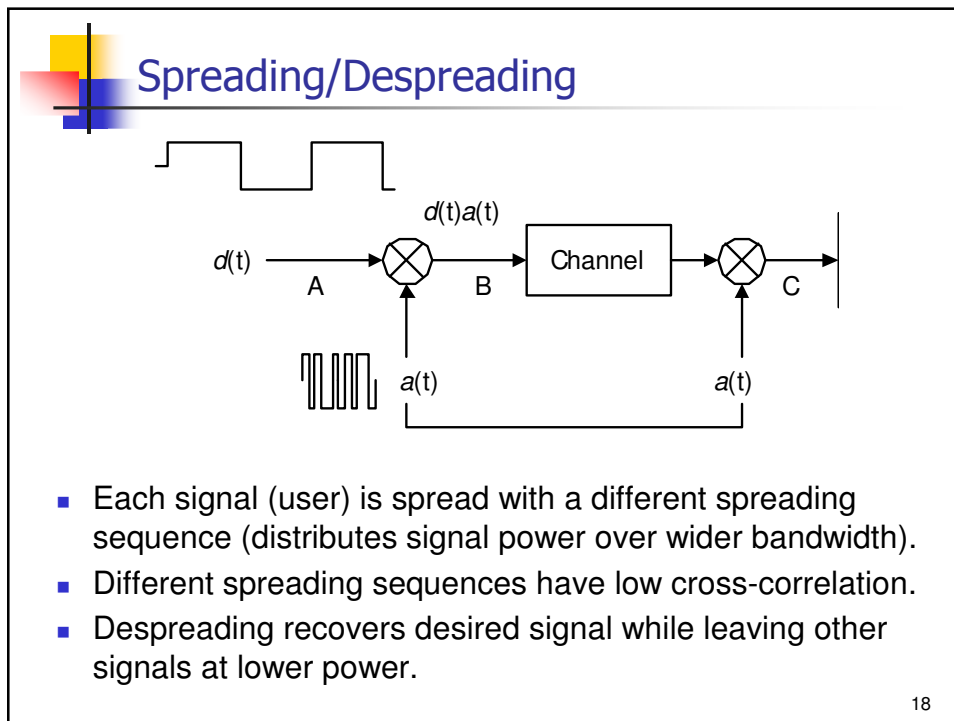 Spreading/Despreading
d(t)a(t)
d(t)
Channel
A
B
C
a(t)
a(t)
Each signal (user) is spread with a different spreading
sequence (distributes signal power over wider bandwidth).
Different spreading sequences have low cross-correlation.
Despreading recovers desired signal while leaving other
signals at lower power.
18